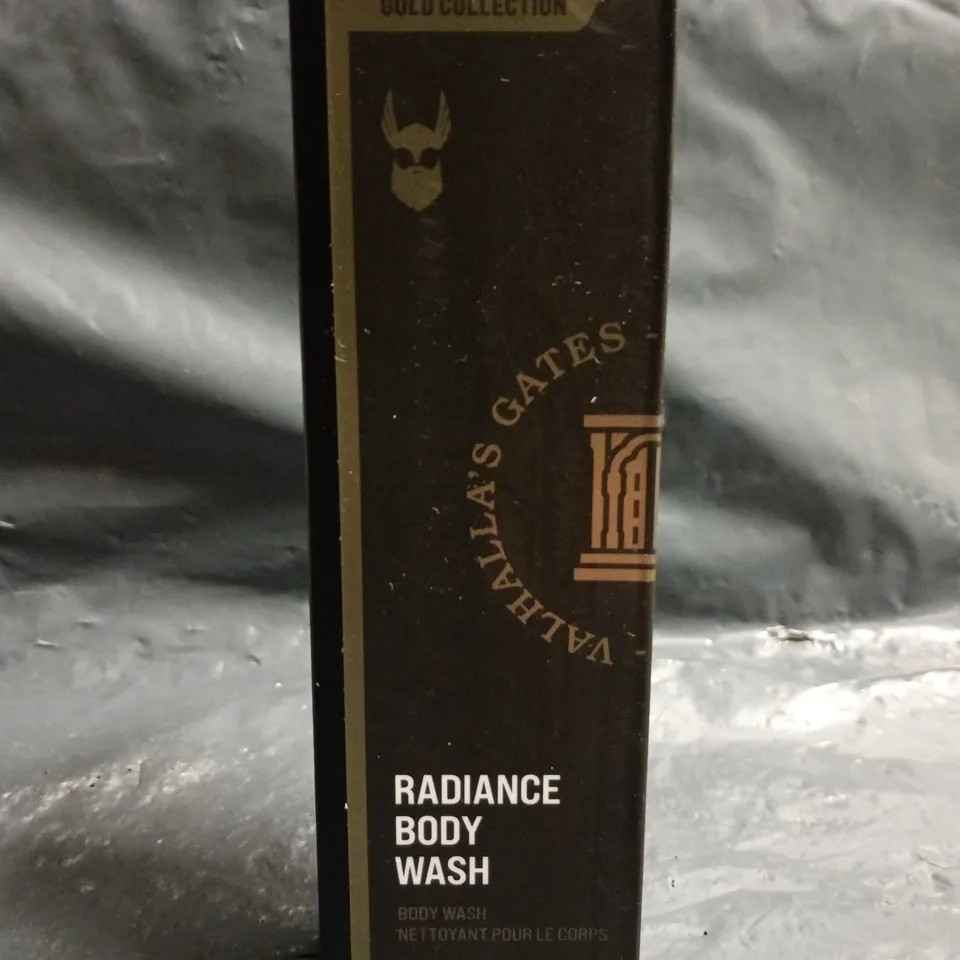 GOLD COLLECTION
VALHALLA'S GATES
RADIANCE
BODY
WASH
BODY WASH
NETTOYANT POUR LE CORPS